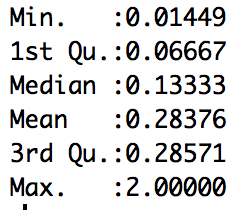 Min.   :0.01449
1st Qu.:0.06667
Median :0.13333
Mean   :0.28376
3rd Qu.:0.28571
Max.   :2.00000